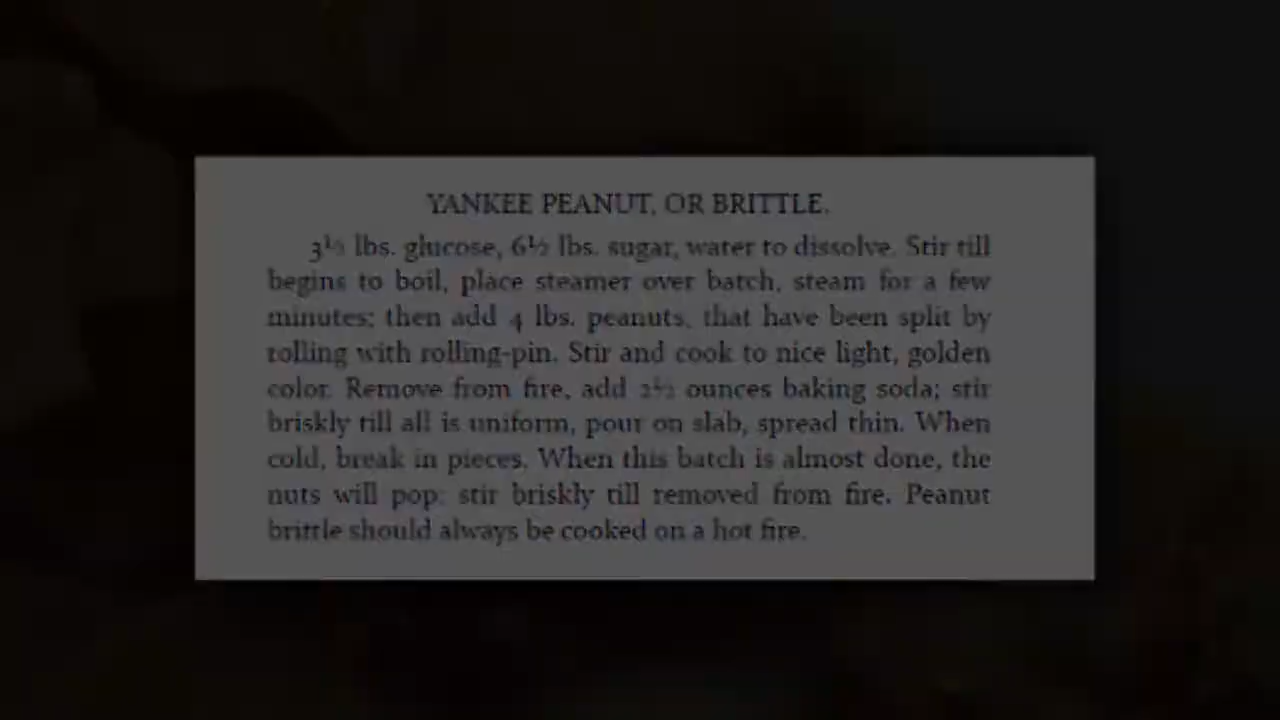 YANKEE PEANUT, OR BRITTLE.
3½ lbs. glucose, 6½ lbs. sugar, water to dissolve. Stir till
begins to boil, place steamer over batch, steam for a few
minutes; then add 4 lbs. peanuts, that have been split by
rolling with rolling-pin. Stir and cook to nice light, golden
color. Remove from fire, add 2½ ounces baking soda; stir
briskly till all is uniform, pour on slab, spread thin. When
cold, break in pieces. When this batch is almost done, the
nuts will pop; stir briskly till removed from fire. Peanut
brittle should always be cooked on a hot fire.